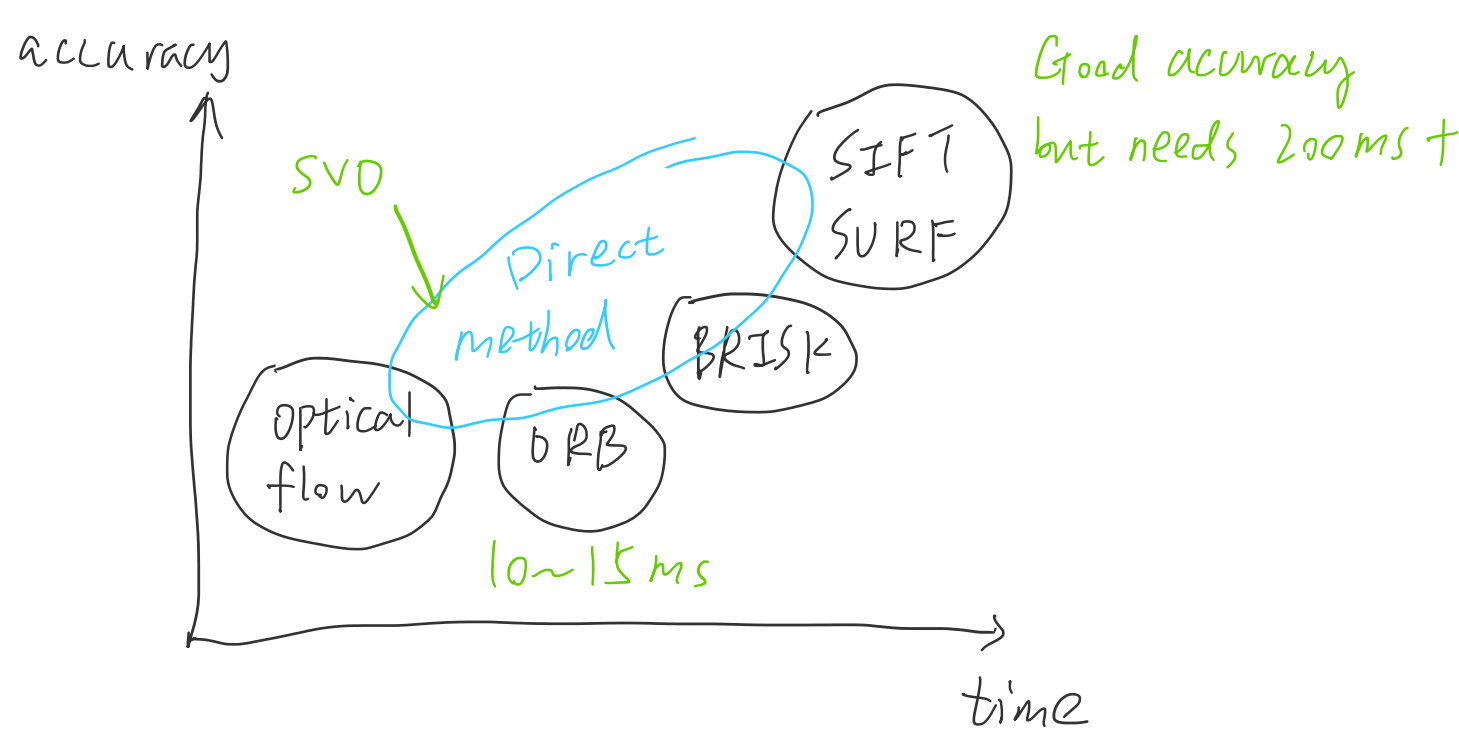 accuracy
Good accuracy
but needs 200ms +
SVO
SIFT
SURF
Direct
method
BRISK
optical
flow
ORB
10~15ms
time